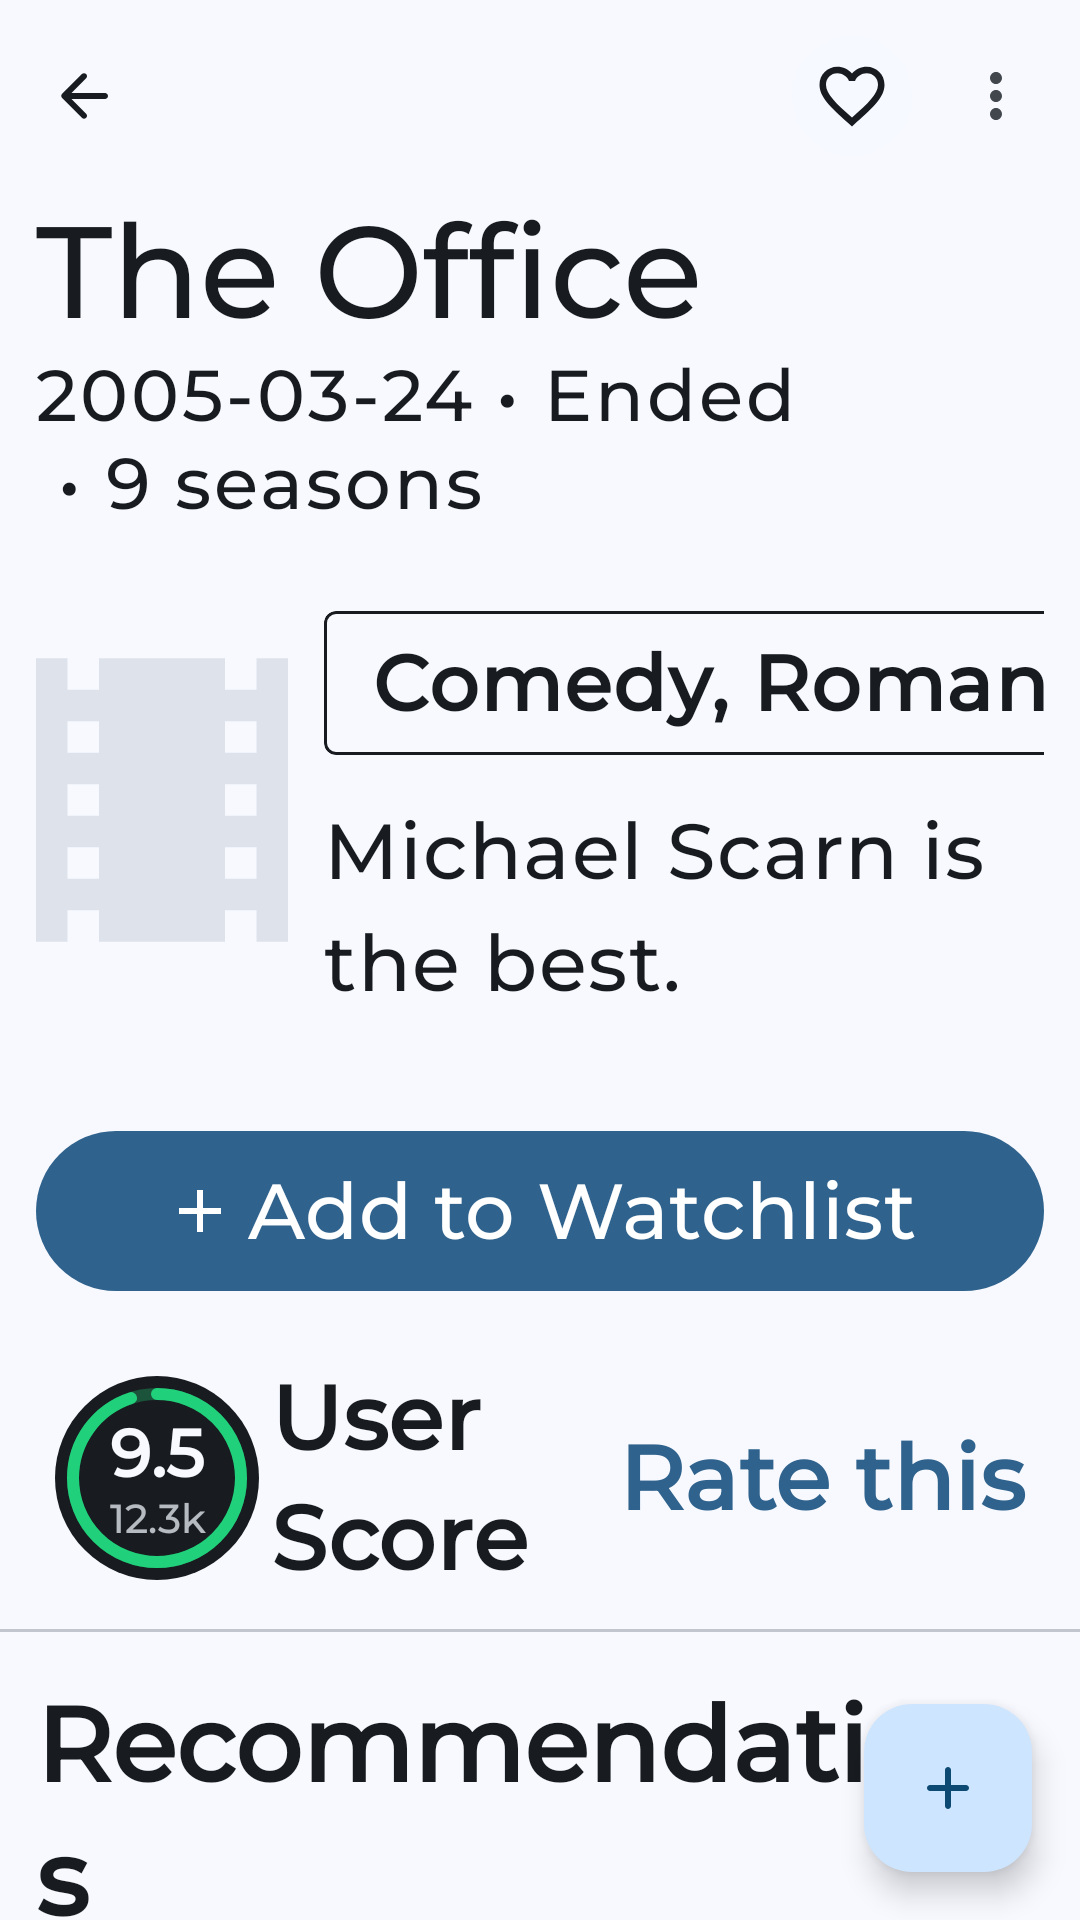 The Office
2005-03-24 • Ended
• 9 seasons
Comedy, Roman
Michael Scarn is
the best.
+ Add to Watchlist
9.5
12.3k
User
Score
Rate this
Recommendati
s